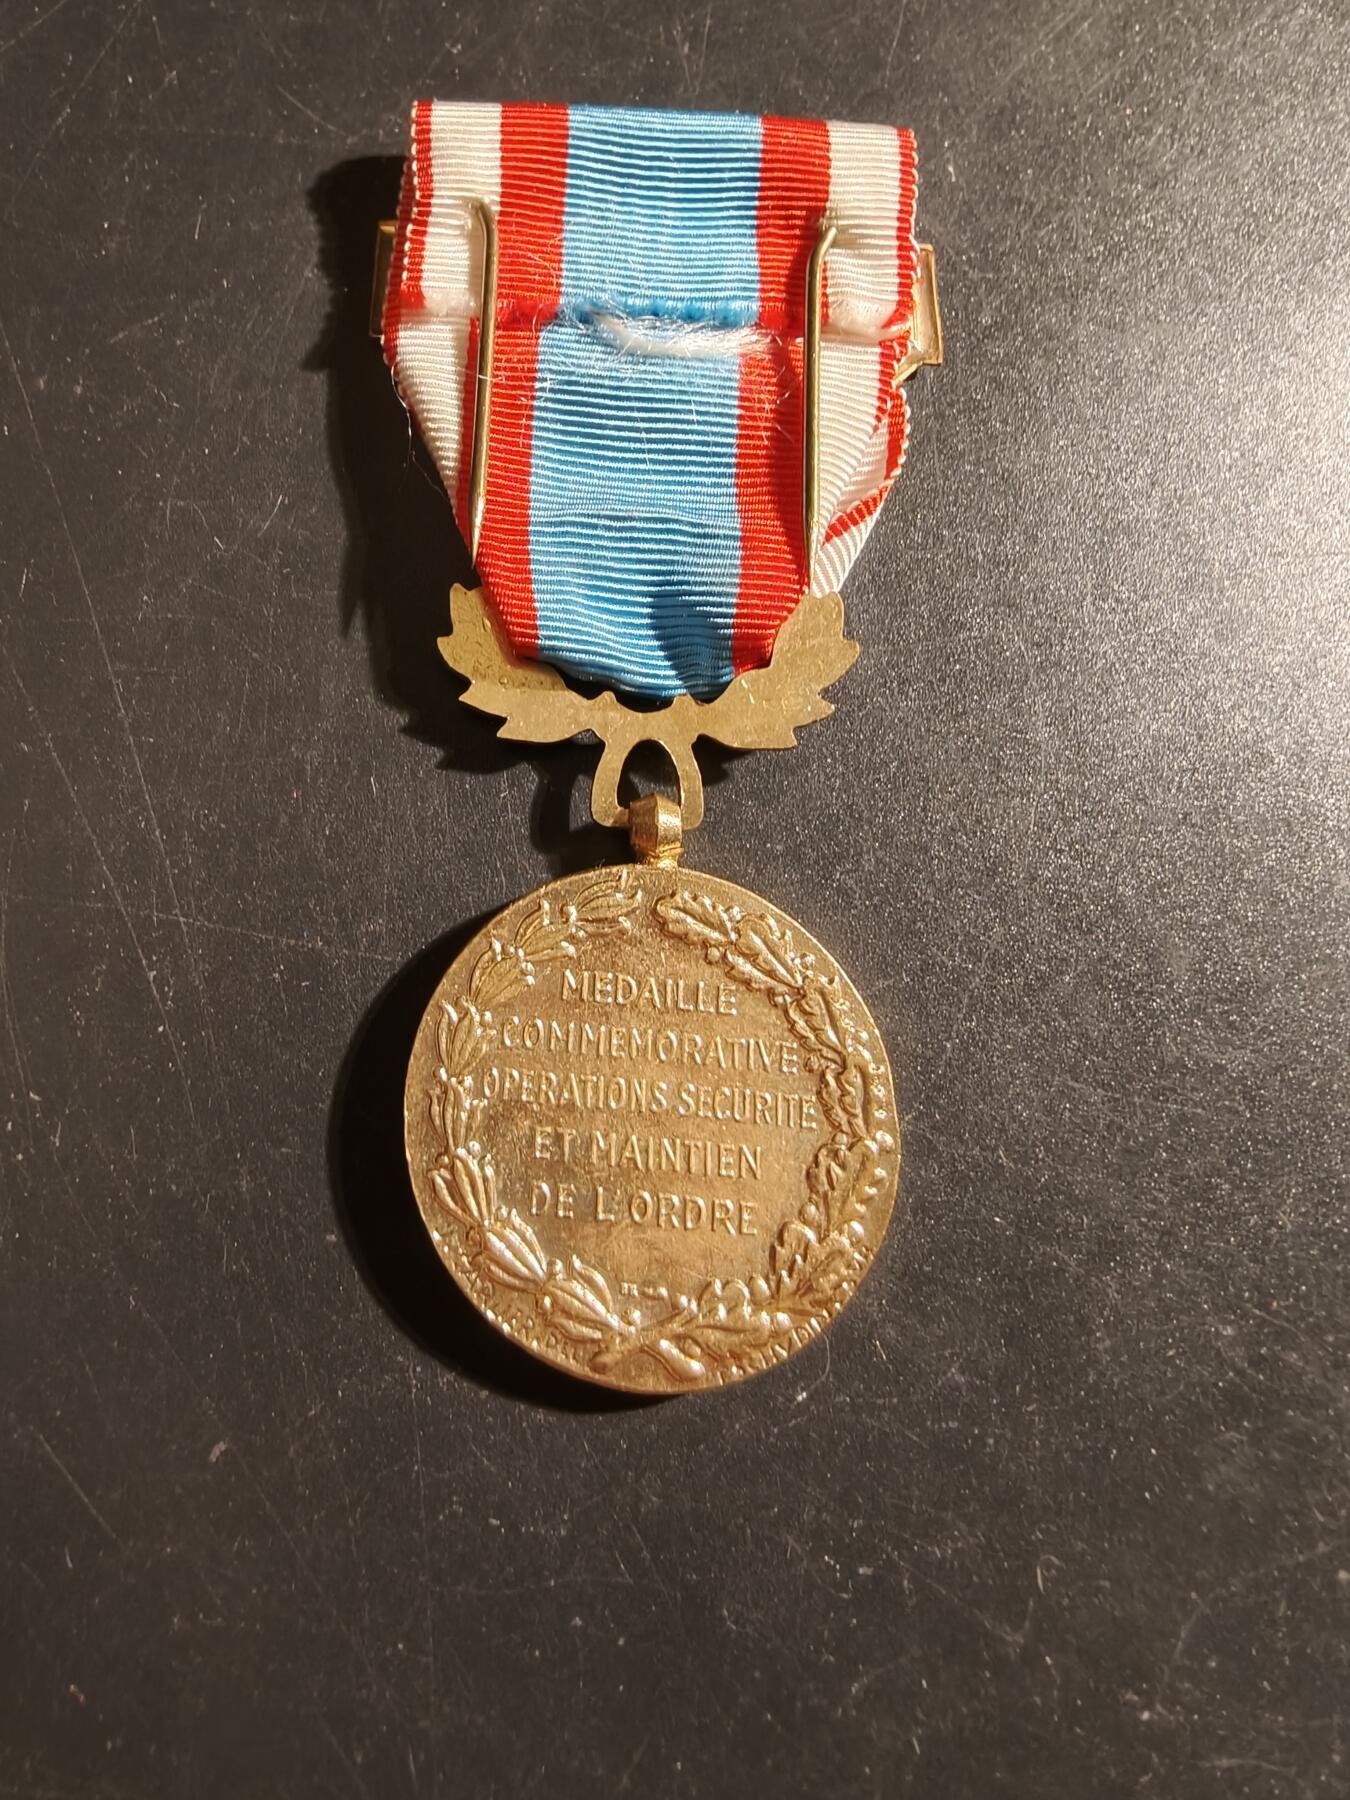 MEDAILLE
COMMEMORATIVE
OPERATIONS SECURITE
ET MAINTIEN
DE L'ORDRE